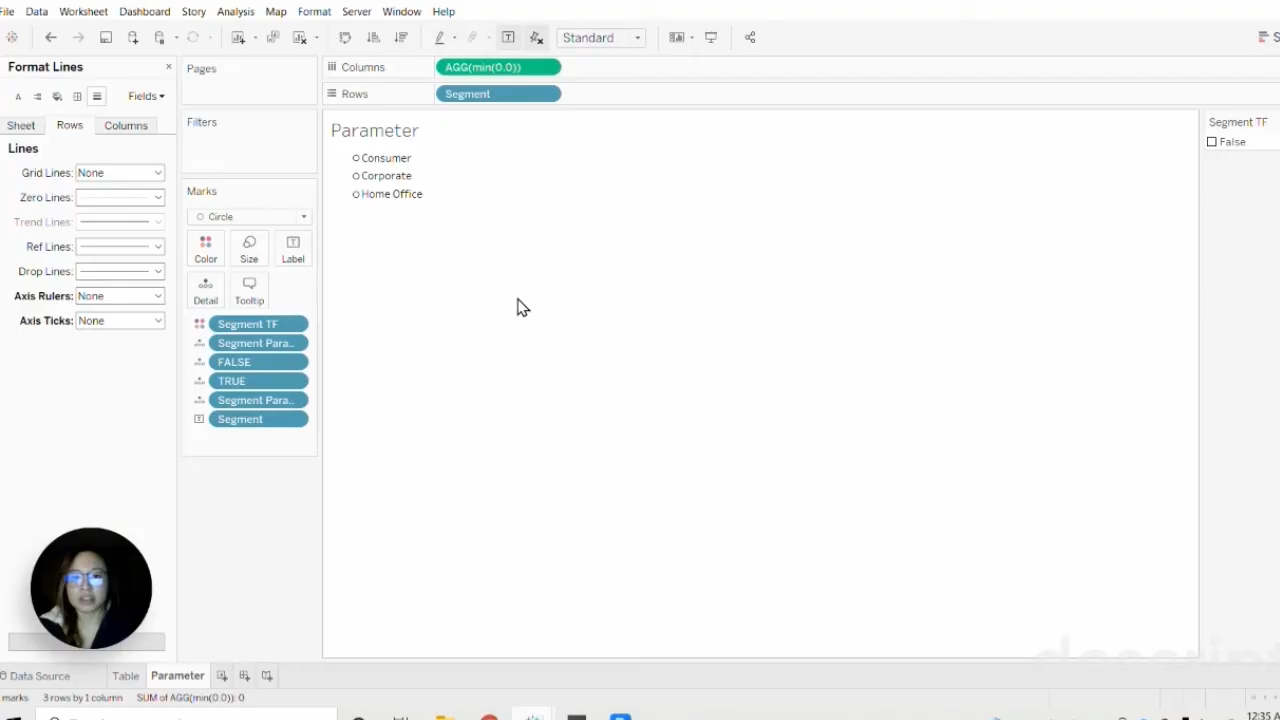 File Data Worksheet Dashboard Story Analysis Map Format Server Window Help
Standard
Format Lines
Fields
Sheet Rows Columns
Lines
Grid Lines: None
Zero Lines:
Trend Lines:
Ref Lines:
Drop Lines:
Axis Rulers: None
Axis Ticks: None
Pages
Filters
Marks
Circle
Color Size Label
Detail Tooltip
Segment TF
Segment Para..
FALSE
TRUE
Segment Para..
Segment
Columns AGG(min(0.0))
Rows Segment
Parameter
Consumer
Corporate
Home Office
Segment TF
False
descript
Data Source Table Parameter
marks 3 rows by 1 column SUM of AGG(min(0.0)): 0
12:35